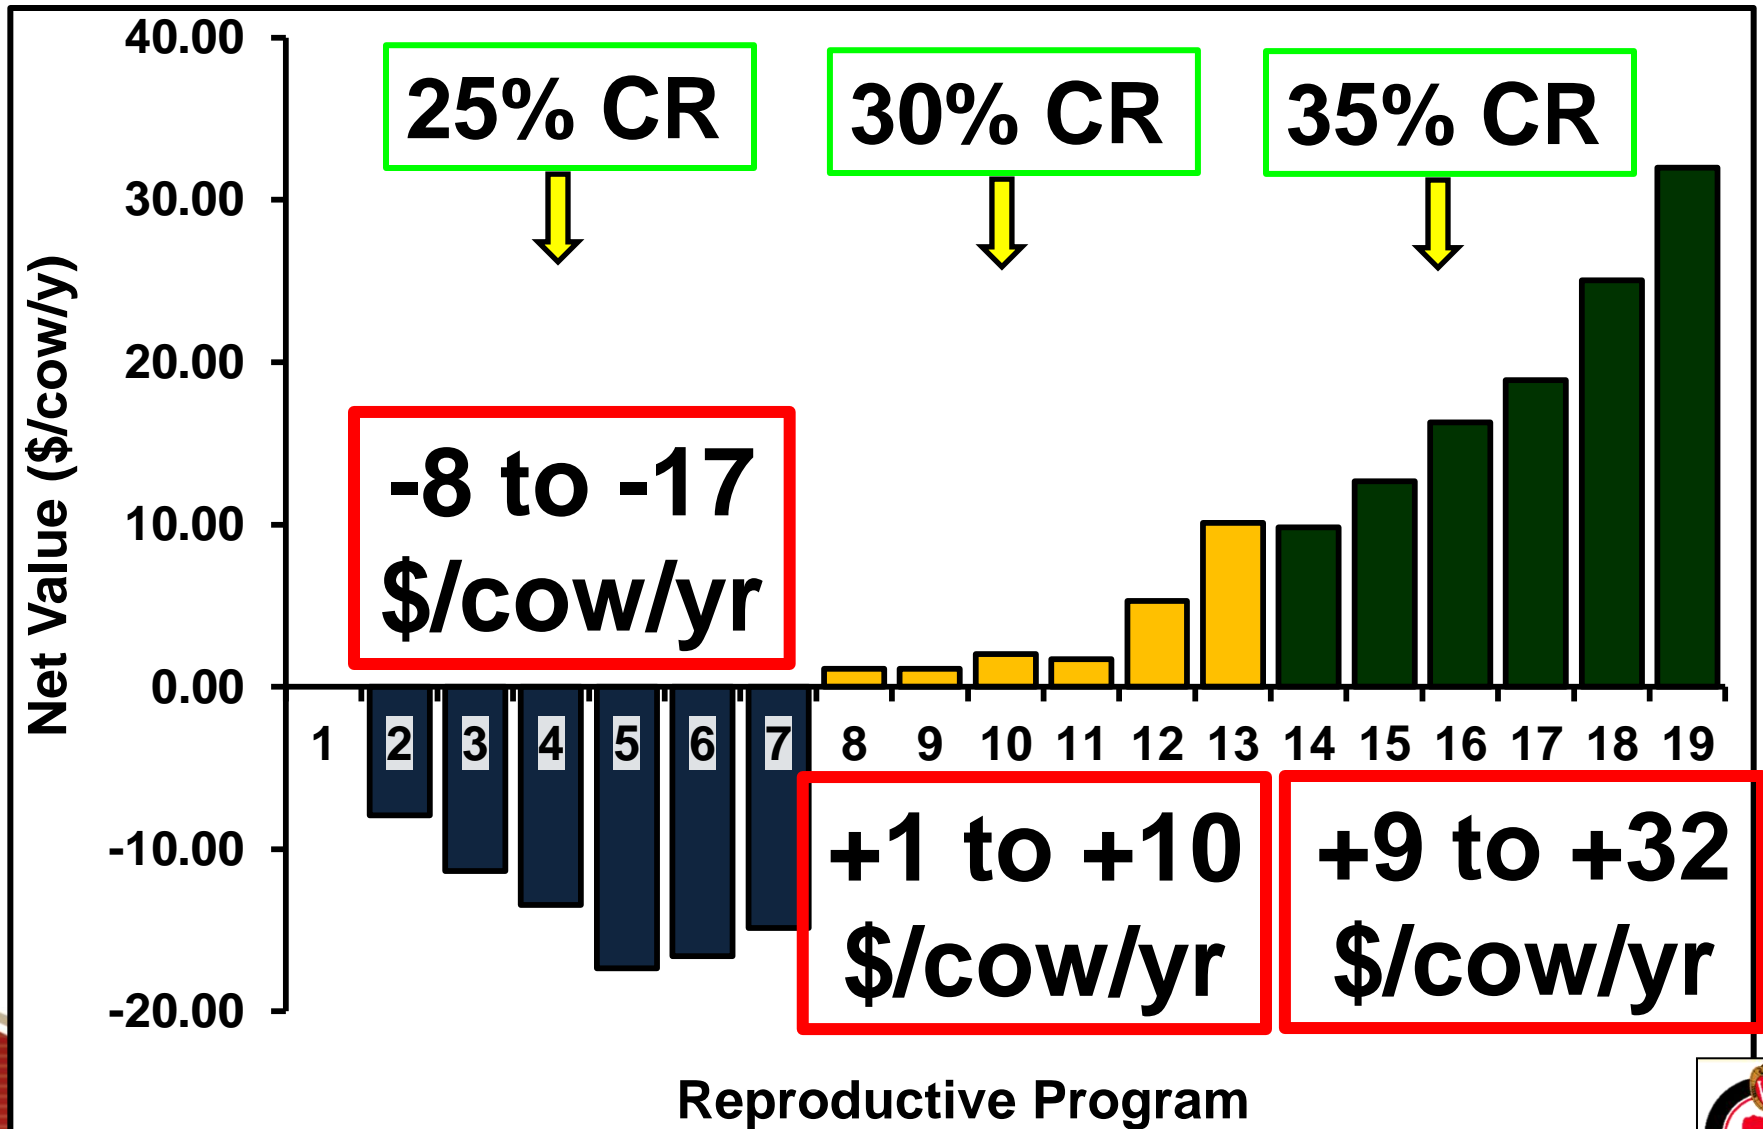 40.00
30.00
20.00
10.00
0.00
-10.00
-20.00
Net Value ($/cow/y)
25% CR
30% CR
35% CR
-8 to -17
$/cow/yr
1 2 3 4 5 6 7 8 9 10 11 12 13 14 15 16 17 18 19
+1 to +10
$/cow/yr
+9 to +32
$/cow/yr
Reproductive Program